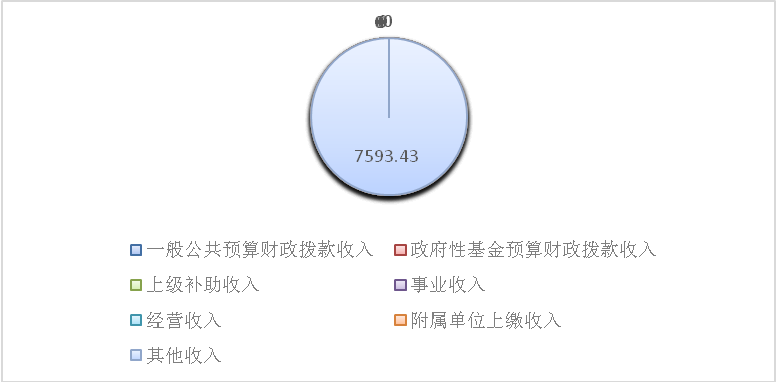 0
7593.43
一般公共预算财政拨款收入 政府性基金预算财政拨款收入
上级补助收入 事业收入
经营收入 附属单位上缴收入
其他收入